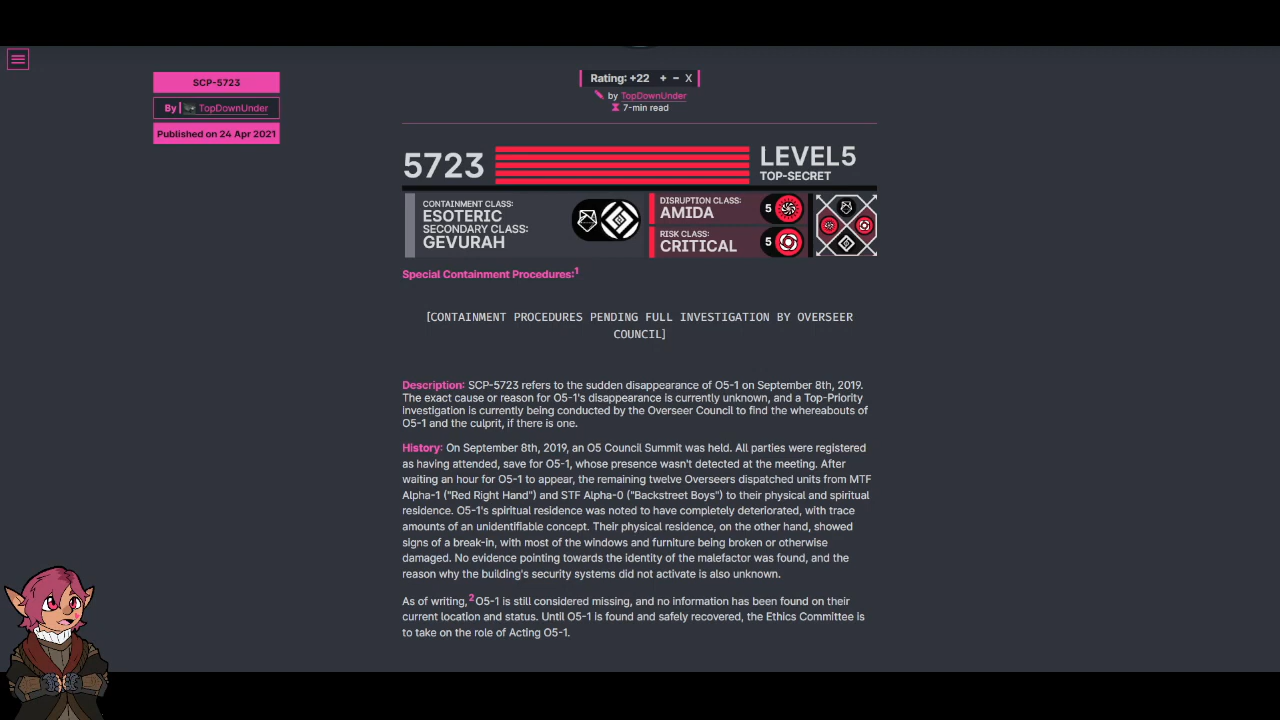 SCP-5723
By TopDownUnder
Published on 24 Apr 2021
Rating: +22 + − X
by TopDownUnder
7-min read
5723
LEVEL5
TOP-SECRET
CONTAINMENT CLASS:
ESOTERIC
SECONDARY CLASS:
GEVURAH
DISRUPTION CLASS:
AMIDA
5
RISK CLASS:
CRITICAL
5
Special Containment Procedures:1
[CONTAINMENT PROCEDURES PENDING FULL INVESTIGATION BY OVERSEER
COUNCIL]
Description: SCP-5723 refers to the sudden disappearance of O5-1 on September 8th, 2019.
The exact cause or reason for O5-1's disappearance is currently unknown, and a Top-Priority
investigation is currently being conducted by the Overseer Council to find the whereabouts of
O5-1 and the culprit, if there is one.
History: On September 8th, 2019, an O5 Council Summit was held. All parties were registered
as having attended, save for O5-1, whose presence wasn't detected at the meeting. After
waiting an hour for O5-1 to appear, the remaining twelve Overseers dispatched units from MTF
Alpha-1 ("Red Right Hand") and STF Alpha-0 ("Backstreet Boys") to their physical and spiritual
residence. O5-1's spiritual residence was noted to have completely deteriorated, with trace
amounts of an unidentifiable concept. Their physical residence, on the other hand, showed
signs of a break-in, with most of the windows and furniture being broken or otherwise
damaged. No evidence pointing towards the identity of the malefactor was found, and the
reason why the building's security systems did not activate is also unknown.
As of writing,2 O5-1 is still considered missing, and no information has been found on their
current location and status. Until O5-1 is found and safely recovered, the Ethics Committee is
to take on the role of Acting O5-1.